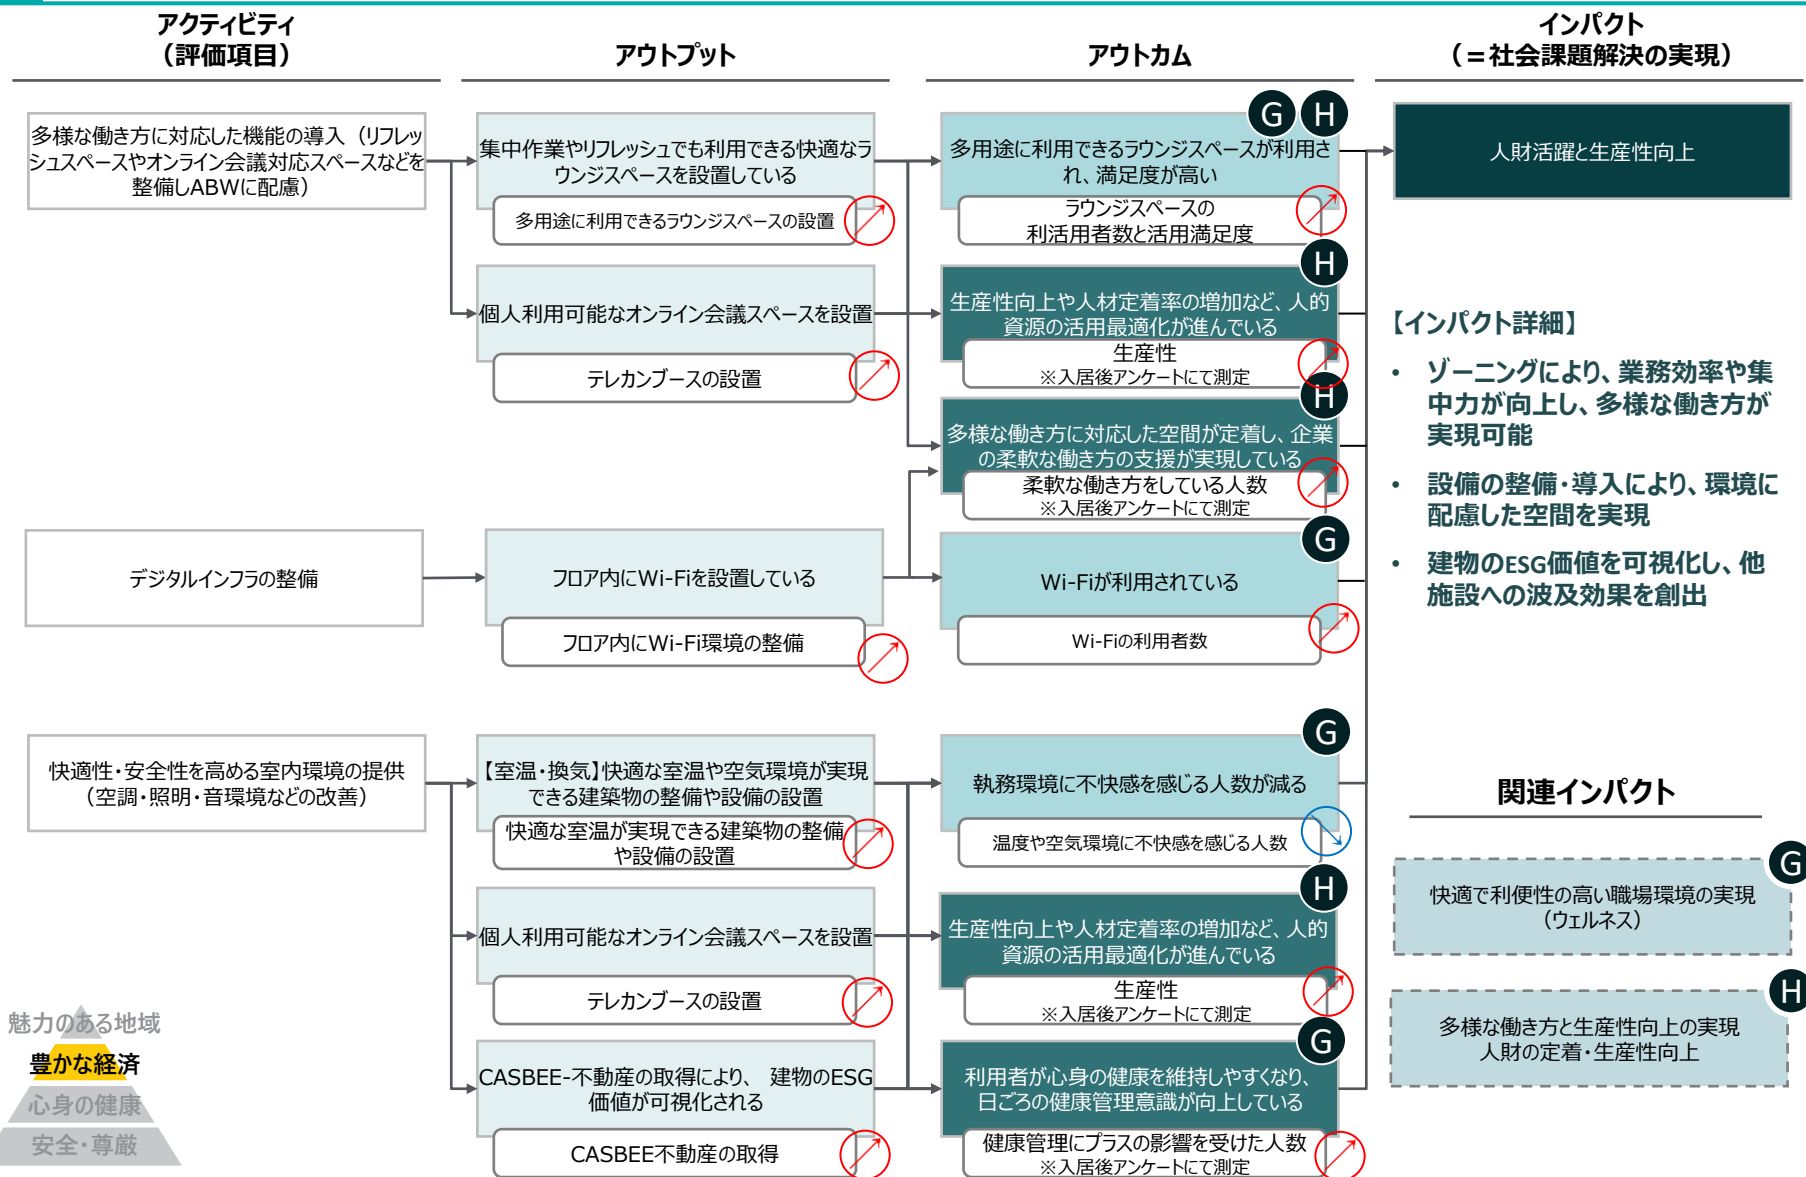 アクティビティ
（評価項目）
アウトプット
アウトカム
インパクト
（＝社会課題解決の実現）
多様な働き方に対応した機能の導入（リフレッ
シュスペースやオンライン会議対応スペースなどを
整備しABWに配慮）
集中作業やリフレッシュでも利用できる快適なラ
ウンジスペースを設置している
多用途に利用できるラウンジスペースの設置
G
H
多用途に利用できるラウンジスペースが利用さ
れ、満足度が高い
ラウンジスペースの
利活用者数と活用満足度
人財活躍と生産性向上
個人利用可能なオンライン会議スペースを設置
テレカンブースの設置
H
生産性向上や人材定着率の増加など、人的
資源の活用最適化が進んでいる
生産性
※入居後アンケートにて測定
H
多様な働き方に対応した空間が定着し、企業
の柔軟な働き方の支援が実現している
柔軟な働き方をしている人数
※入居後アンケートにて測定
【インパクト詳細】
• ゾーニングにより、業務効率や集
中力が向上し、多様な働き方が
実現可能
• 設備の整備・導入により、環境に
配慮した空間を実現
• 建物のESG価値を可視化し、他
施設への波及効果を創出
デジタルインフラの整備
フロア内にWi-Fiを設置している
フロア内にWi-Fi環境の整備
G
Wi-Fiが利用されている
Wi-Fiの利用者数
快適性・安全性を高める室内環境の提供
（空調・照明・音環境などの改善）
【室温・換気】快適な室温や空気環境が実現
できる建築物の整備や設備の設置
快適な室温が実現できる建築物の整備
や設備の設置
G
執務環境に不快感を感じる人数が減る
温度や空気環境に不快感を感じる人数
個人利用可能なオンライン会議スペースを設置
テレカンブースの設置
H
生産性向上や人材定着率の増加など、人的
資源の活用最適化が進んでいる
生産性
※入居後アンケートにて測定
CASBEE-不動産の取得により、 建物のESG
価値が可視化される
CASBEE不動産の取得
G
利用者が心身の健康を維持しやすくなり、
日ごろの健康管理意識が向上している
健康管理にプラスの影響を受けた人数
※入居後アンケートにて測定
関連インパクト
G
快適で利便性の高い職場環境の実現
（ウェルネス）
H
多様な働き方と生産性向上の実現
人財の定着・生産性向上
魅力のある地域
豊かな経済
心身の健康
安全・尊厳